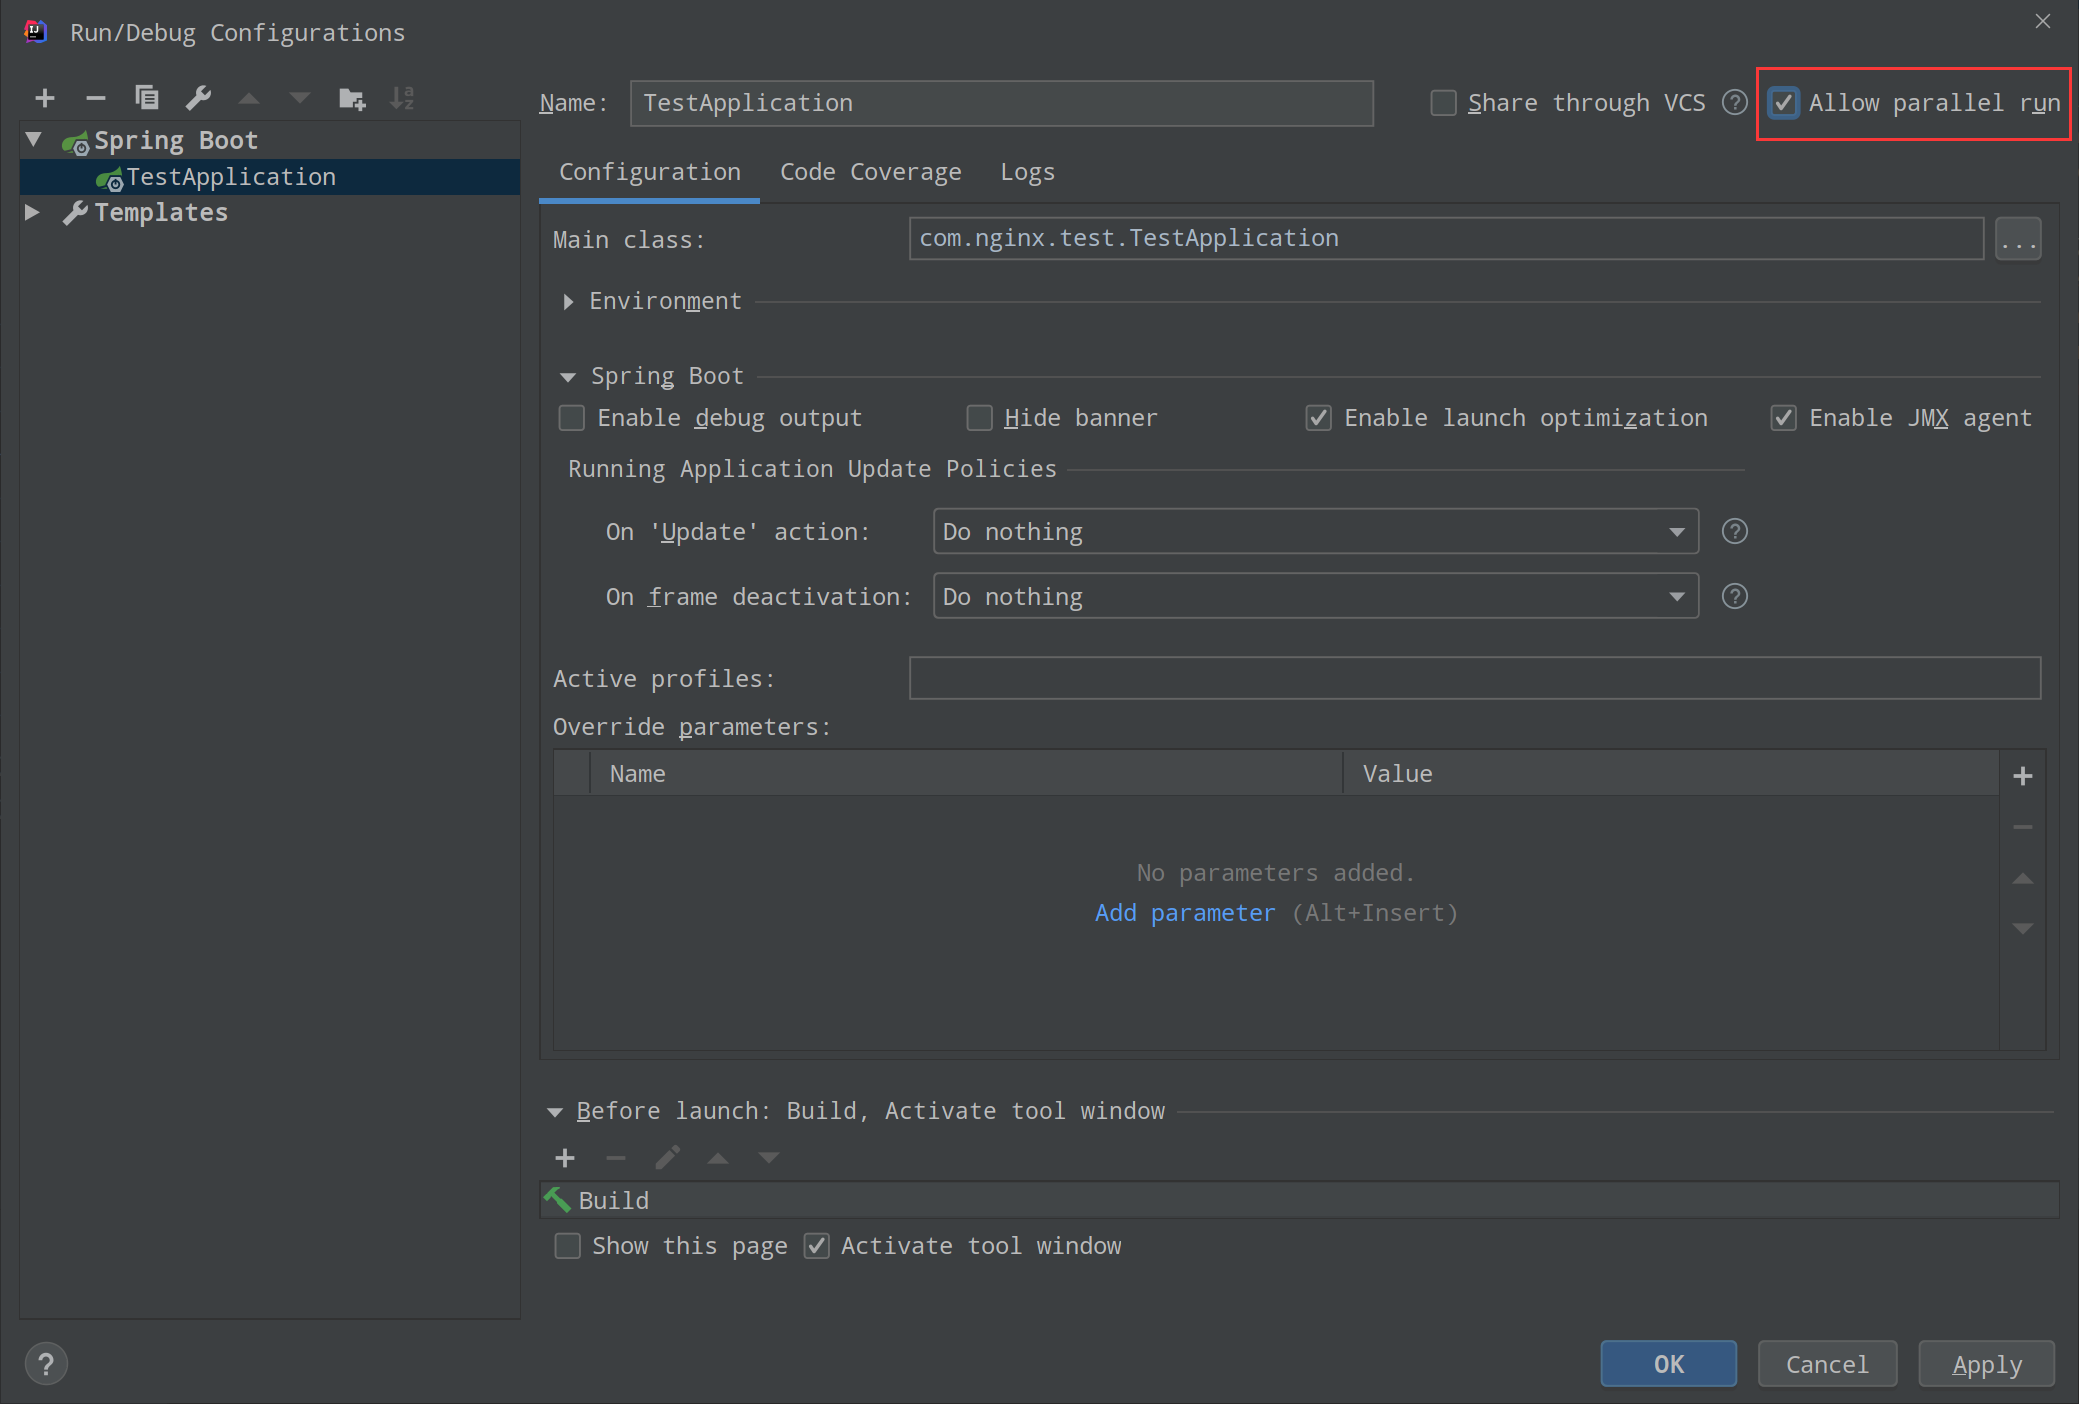 Run/Debug Configurations
Name: TestApplication Share through VCS ? Allow parallel run
Spring Boot
TestApplication
Templates
Configuration Code Coverage Logs
Main class: com.nginx.test.TestApplication ...
Environment
Spring Boot
Enable debug output Hide banner Enable launch optimization Enable JMX agent
Running Application Update Policies
On 'Update' action: Do nothing ?
On frame deactivation: Do nothing ?
Active profiles:
Override parameters:
Name Value
No parameters added.
Add parameter (Alt+Insert)
Before launch: Build, Activate tool window
Build
Show this page Activate tool window
? OK Cancel Apply